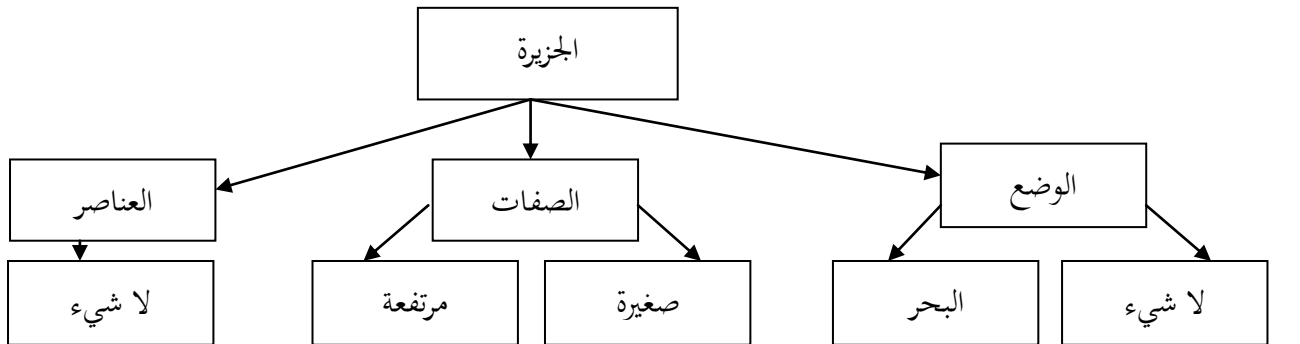 الجزيرة
الوضع
الصفات
العناصر
لا شيء
البحر
صغيرة
مرتفعة
لا شيء